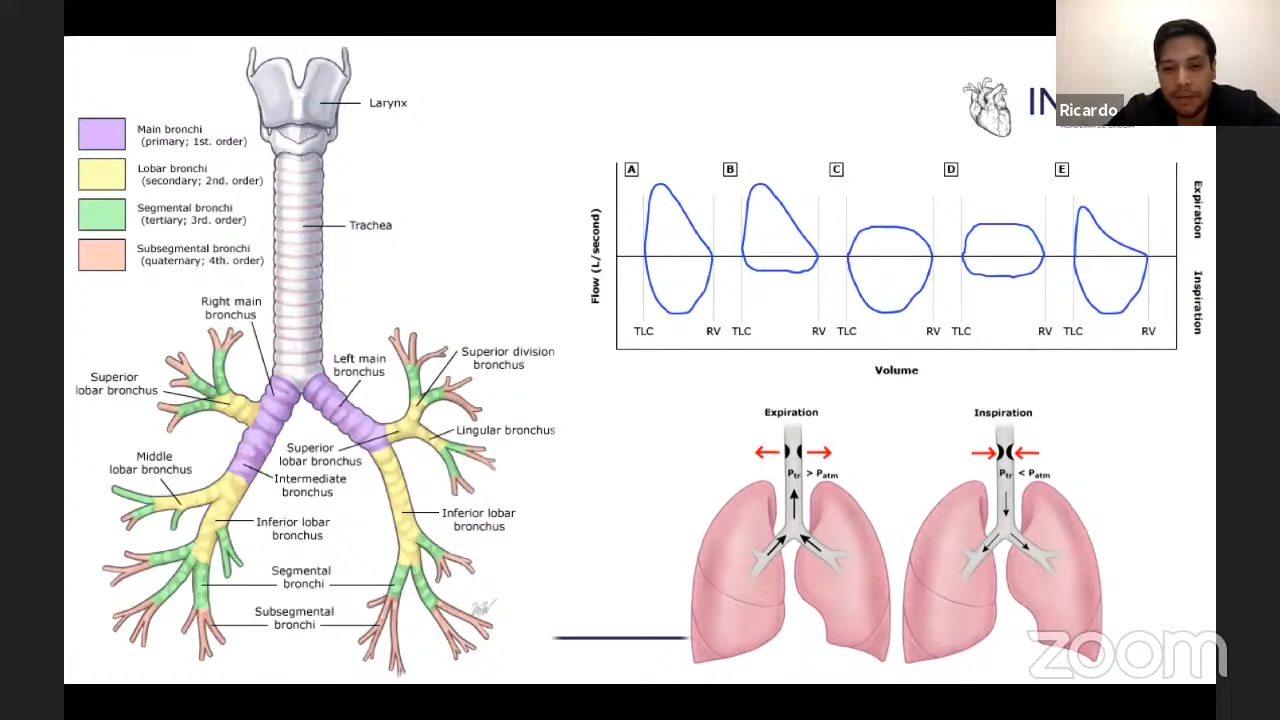 Larynx
Main bronchi
(primary; 1st. order)
Lobar bronchi
(secondary; 2nd. order)
Segmental bronchi
(tertiary; 3rd. order)
Subsegmental bronchi
(quaternary; 4th. order)
Trachea
Right main
bronchus
Left main
bronchus
Superior division
bronchus
Superior
lobar bronchus
Lingular bronchus
Superior
lobar bronchus
Middle
lobar bronchus
Intermediate
bronchus
Inferior lobar
bronchus
Inferior lobar
bronchus
Segmental
bronchi
Subsegmental
bronchi
Ricardo
A B C D E
Flow (L/second)
Expiration
Inspiration
TLC RV TLC RV TLC RV TLC RV TLC RV
Volume
Expiration
Ptr > Patm
Inspiration
Ptr < Patm
zoom